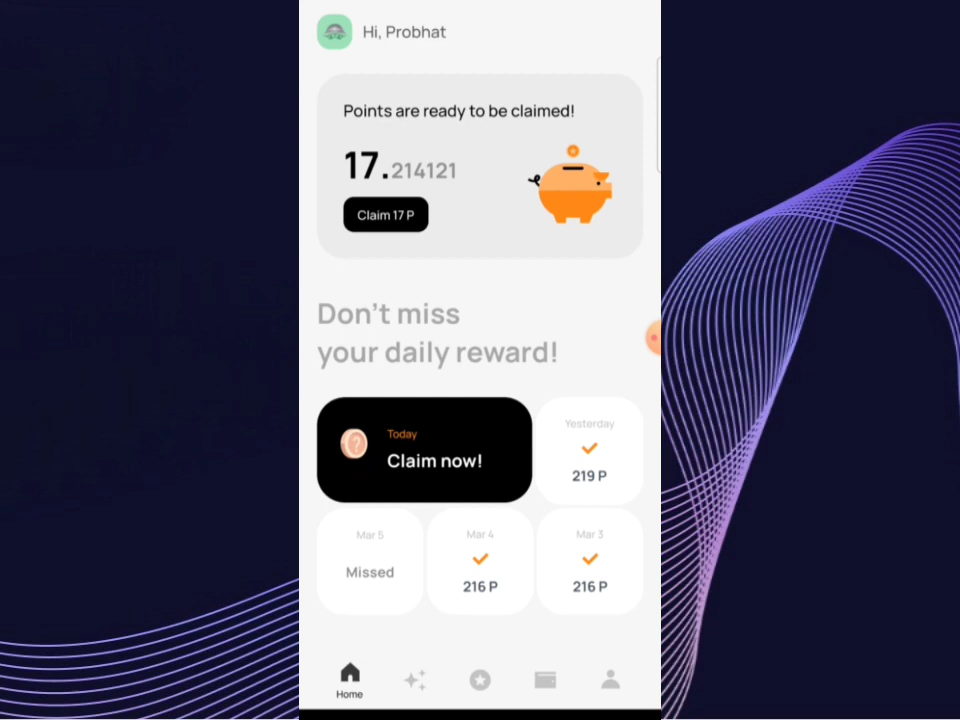 Hi, Probhat
Points are ready to be claimed!
17.214121
Claim 17 P
Don't miss
your daily reward!
Today
Claim now!
Yesterday
219 P
Mar 5
Missed
Mar 4
216 P
Mar 3
216 P
Home